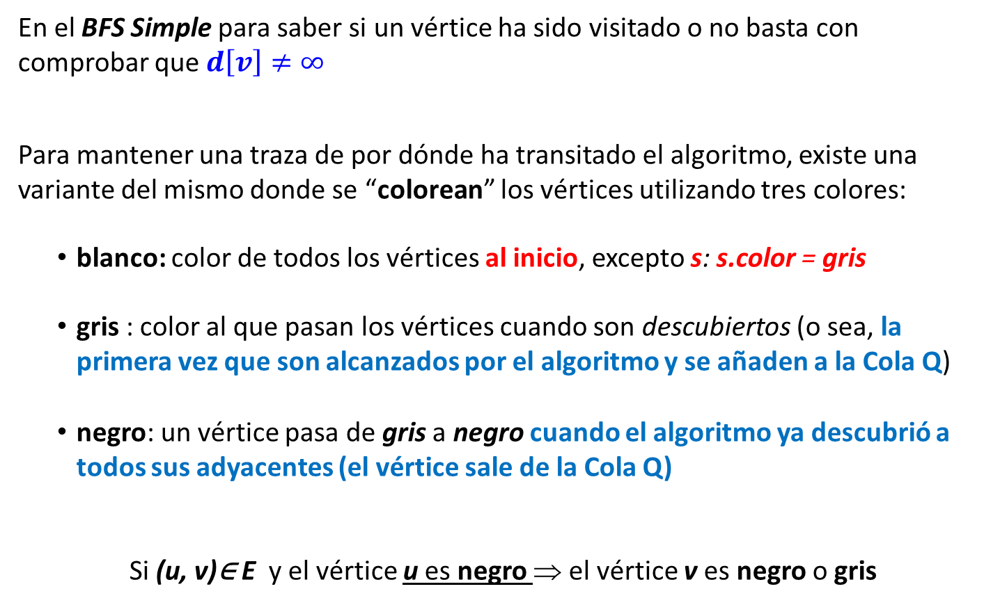 En el BFS Simple para saber si un vértice ha sido visitado o no basta con
comprobar que d[v] ≠ ∞
Para mantener una traza de por dónde ha transitado el algoritmo, existe una
variante del mismo donde se “colorean” los vértices utilizando tres colores:
• blanco: color de todos los vértices al inicio, excepto s: s.color = gris
• gris : color al que pasan los vértices cuando son descubiertos (o sea, la
primera vez que son alcanzados por el algoritmo y se añaden a la Cola Q)
• negro: un vértice pasa de gris a negro cuando el algoritmo ya descubrió a
todos sus adyacentes (el vértice sale de la Cola Q)
Si (u, v)∈ E y el vértice u es negro ⟹ el vértice v es negro o gris